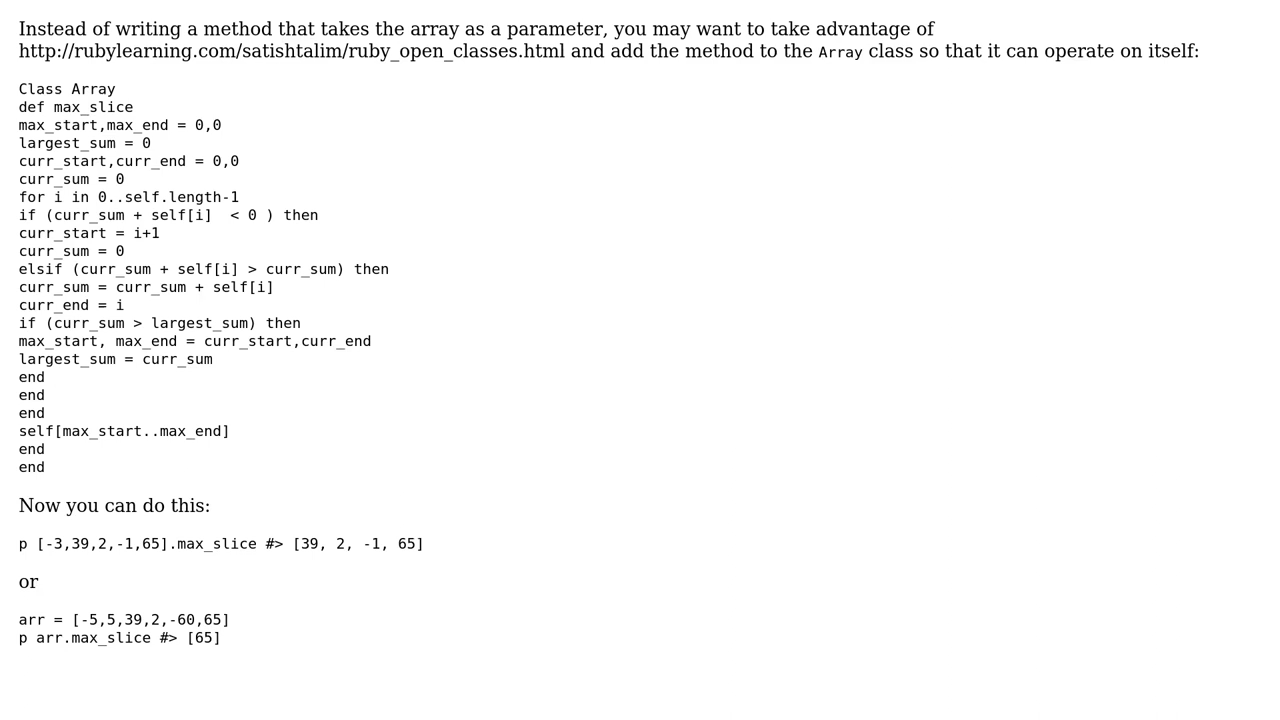 Instead of writing a method that takes the array as a parameter, you may want to take advantage of
http://rubylearning.com/satishtalim/ruby_open_classes.html and add the method to the Array class so that it can operate on itself:
Class Array
def max_slice
max_start,max_end = 0,0
largest_sum = 0
curr_start,curr_end = 0,0
curr_sum = 0
for i in 0..self.length-1
if (curr_sum + self[i]  < 0 ) then
curr_start = i+1
curr_sum = 0
elsif (curr_sum + self[i] > curr_sum) then
curr_sum = curr_sum + self[i]
curr_end = i
if (curr_sum > largest_sum) then
max_start, max_end = curr_start,curr_end
largest_sum = curr_sum
end
end
end
self[max_start..max_end]
end
end
Now you can do this:
p [-3,39,2,-1,65].max_slice #> [39, 2, -1, 65]
or
arr = [-5,5,39,2,-60,65]
p arr.max_slice #> [65]